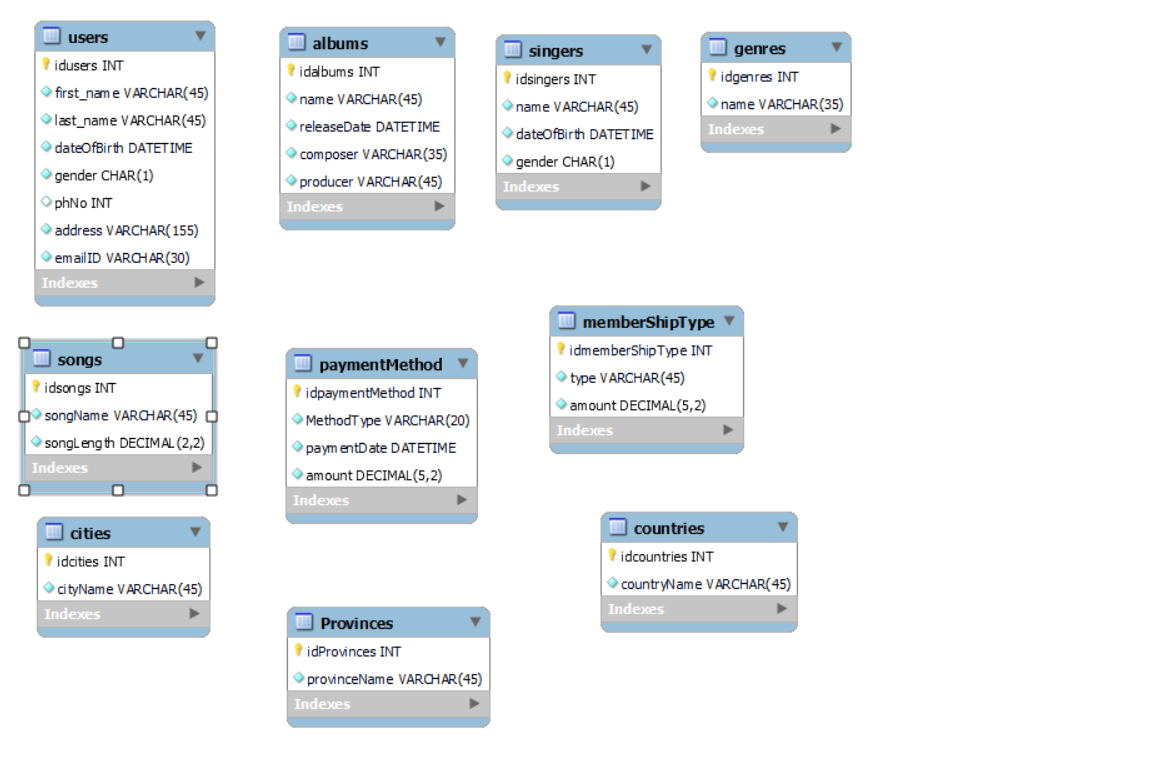 users
idusers INT
first_name VARCHAR(45)
last_name VARCHAR(45)
dateOfBirth DATETIME
gender CHAR(1)
phNo INT
address VARCHAR(155)
emailID VARCHAR(30)
Indexes
albums
idalbums INT
name VARCHAR(45)
releaseDate DATETIME
composer VARCHAR(35)
producer VARCHAR(45)
Indexes
singers
idsingers INT
name VARCHAR(45)
dateOfBirth DATETIME
gender CHAR(1)
Indexes
genres
idgenres INT
name VARCHAR(35)
Indexes
songs
idsongs INT
songName VARCHAR(45)
songLength DECIMAL(2,2)
Indexes
paymentMethod
idpaymentMethod INT
MethodType VARCHAR(20)
paymentDate DATETIME
amount DECIMAL(5,2)
Indexes
memberShipType
idmemberShipType INT
type VARCHAR(45)
amount DECIMAL(5,2)
Indexes
cities
idcities INT
cityName VARCHAR(45)
Indexes
Provinces
idProvinces INT
provinceName VARCHAR(45)
Indexes
countries
idcountries INT
countryName VARCHAR(45)
Indexes